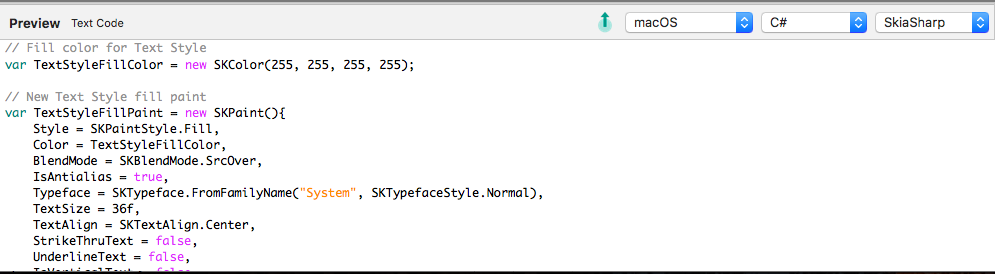 Preview Text Code macOS C# SkiaSharp
// Fill color for Text Style
var TextStyleFillColor = new SKColor(255, 255, 255, 255);
// New Text Style fill paint
var TextStyleFillPaint = new SKPaint(){
Style = SKPaintStyle.Fill,
Color = TextStyleFillColor,
BlendMode = SKBlendMode.SrcOver,
IsAntialias = true,
Typeface = SKTypeface.FromFamilyName("System", SKTypefaceStyle.Normal),
TextSize = 36f,
TextAlign = SKTextAlign.Center,
StrikeThruText = false,
UnderlineText = false,
IsVerticalText = false